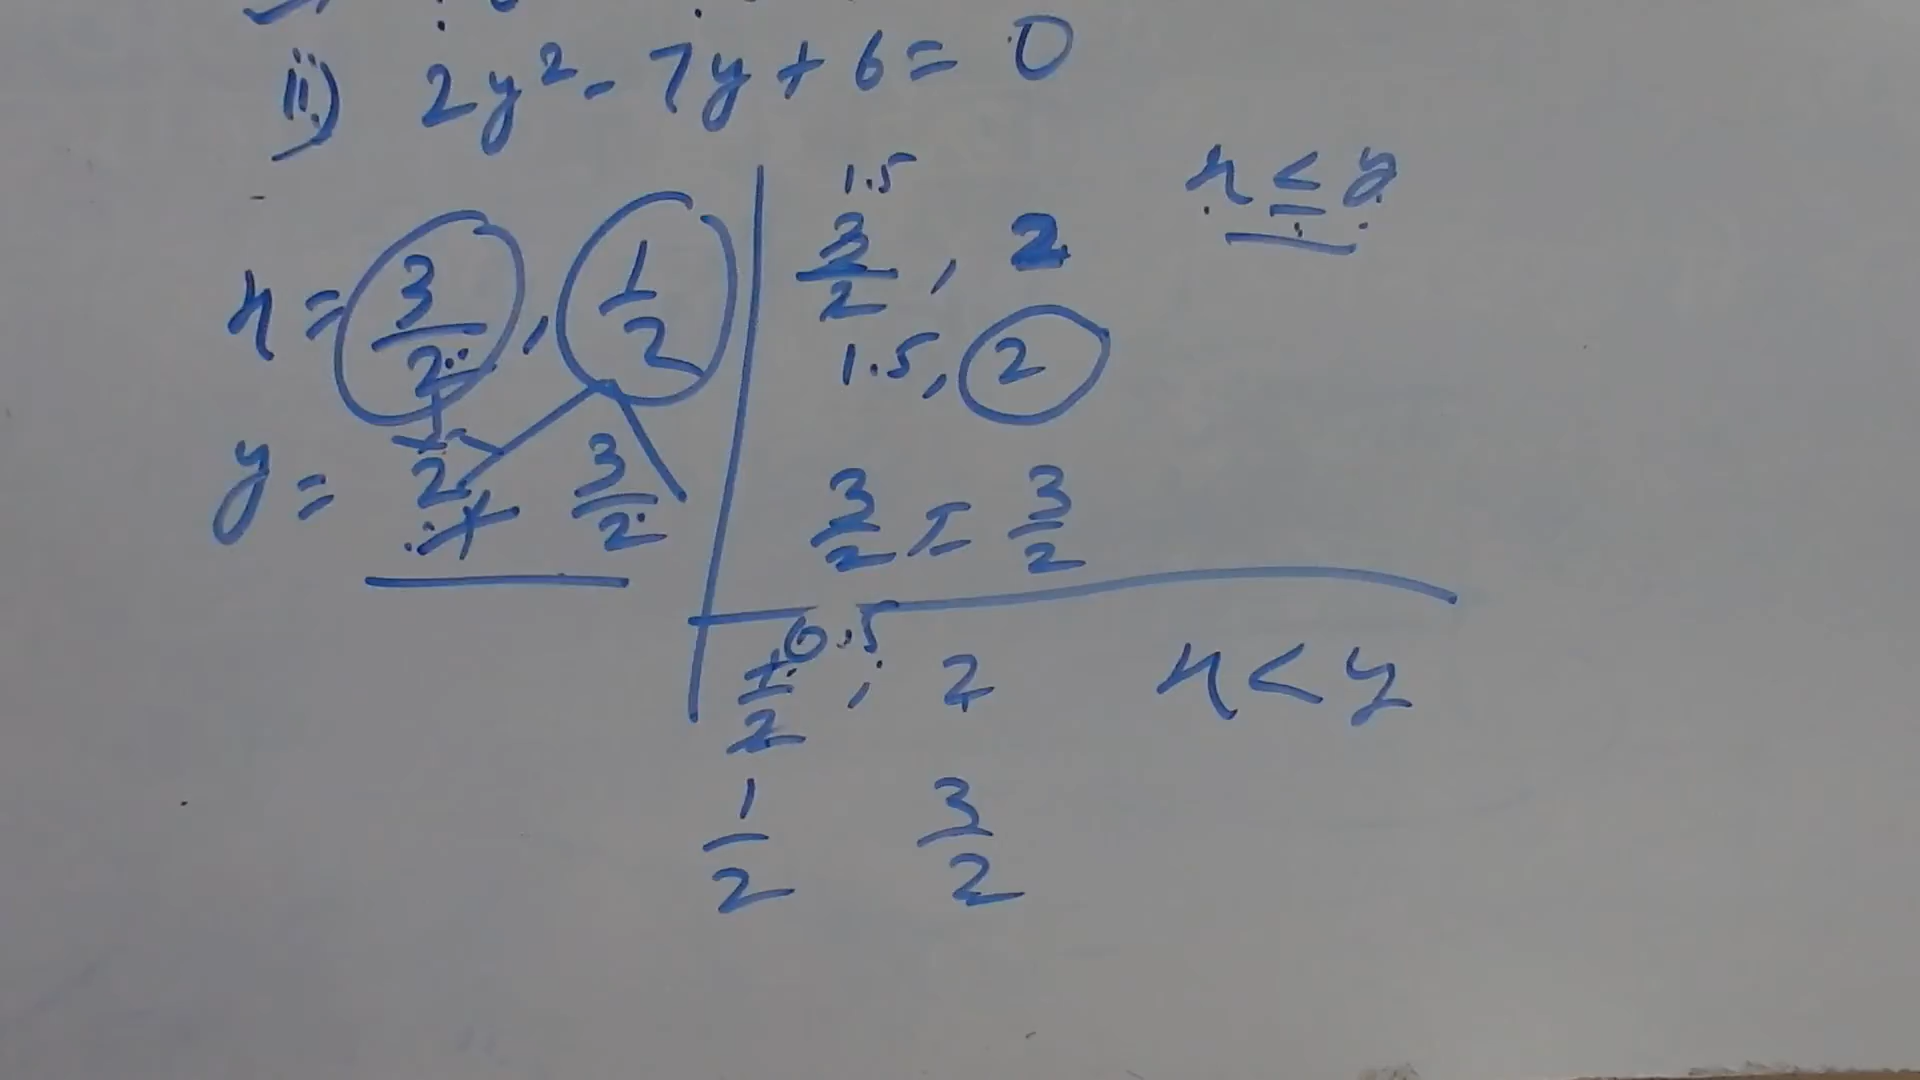 ii) 2y² - 7y + 6 = 0
1.5
3/2 , 2
x ≤ y
x = 3/2 , 1/2
1.5, 2
y = 2 3/2
3/2 = 3/2
0.5
1/2 , 2 x < y
1/2 3/2